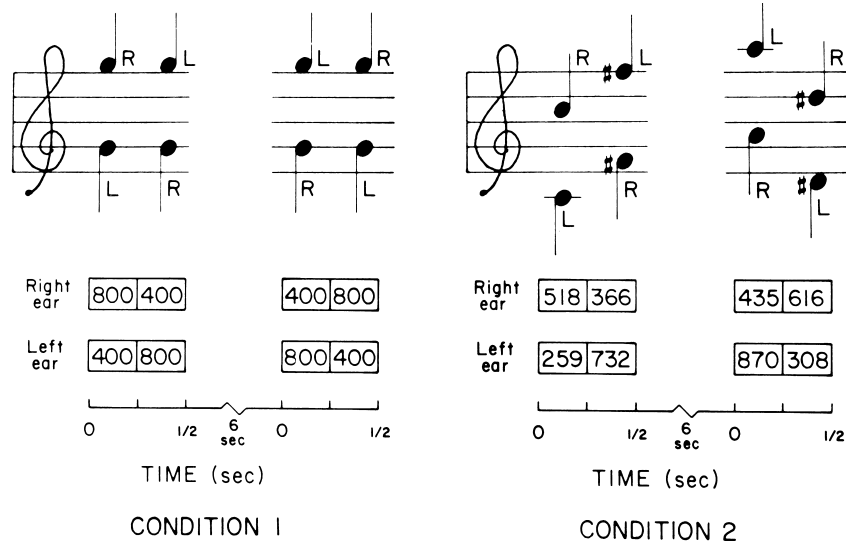 R L L R
L R R L
R L L R
R L R L
Right ear 800 400 400 800
Left ear 400 800 800 400
0 1/2 6 sec 0 1/2
TIME (sec)
CONDITION 1
Right ear 518 366 435 616
Left ear 259 732 870 308
0 1/2 6 sec 0 1/2
TIME (sec)
CONDITION 2